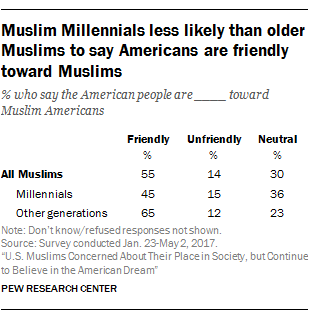 Muslim Millennials less likely than older
Muslims to say Americans are friendly
toward Muslims
% who say the American people are ____ toward
Muslim Americans
Friendly Unfriendly Neutral
% % %
All Muslims 55 14 30
Millennials 45 15 36
Other generations 65 12 23
Note: Don't know/refused responses not shown.
Source: Survey conducted Jan. 23-May 2, 2017.
"U.S. Muslims Concerned About Their Place in Society, but Continue
to Believe in the American Dream"
PEW RESEARCH CENTER